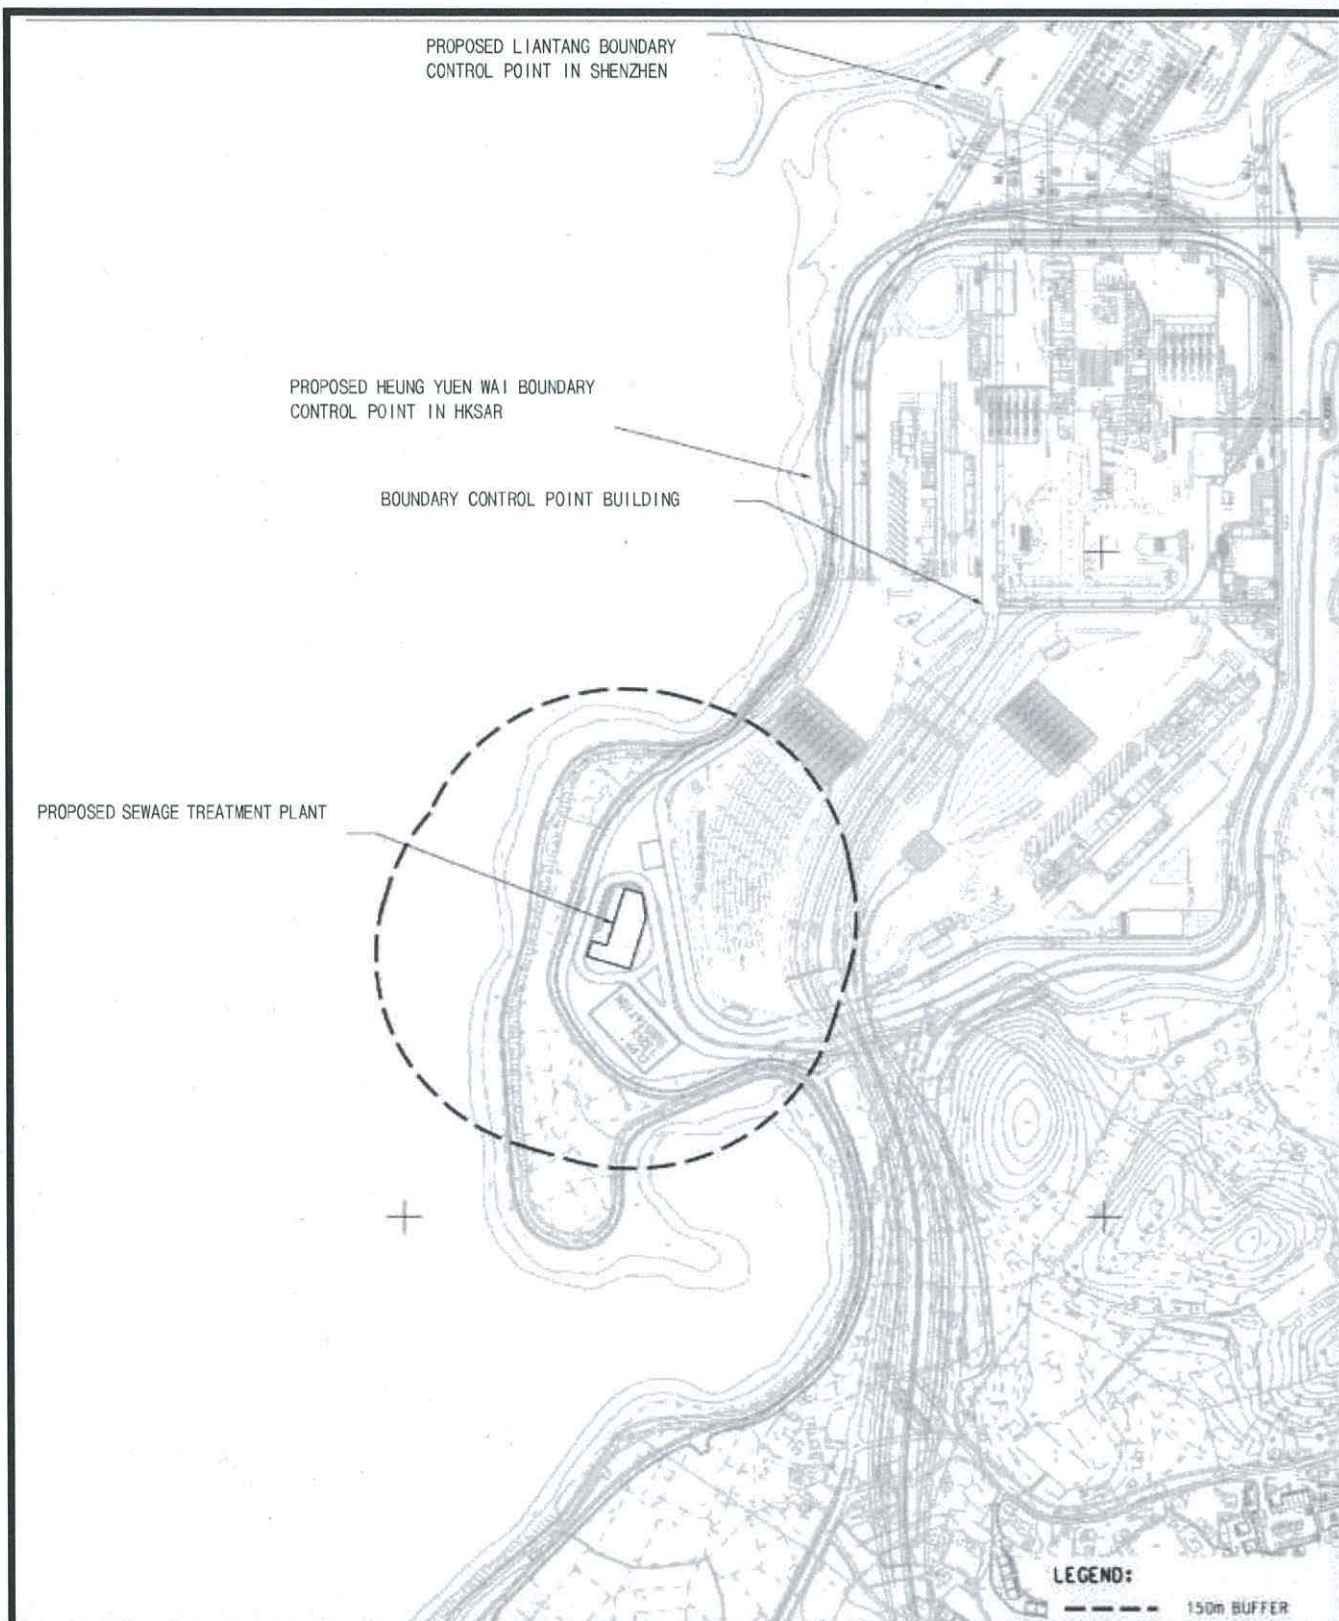 PROPOSED LIANTANG BOUNDARY
CONTROL POINT IN SHENZHEN
PROPOSED HEUNG YUEN WAI BOUNDARY
CONTROL POINT IN HKSAR
BOUNDARY CONTROL POINT BUILDING
PROPOSED SEWAGE TREATMENT PLANT
LEGEND:
150m BUFFER